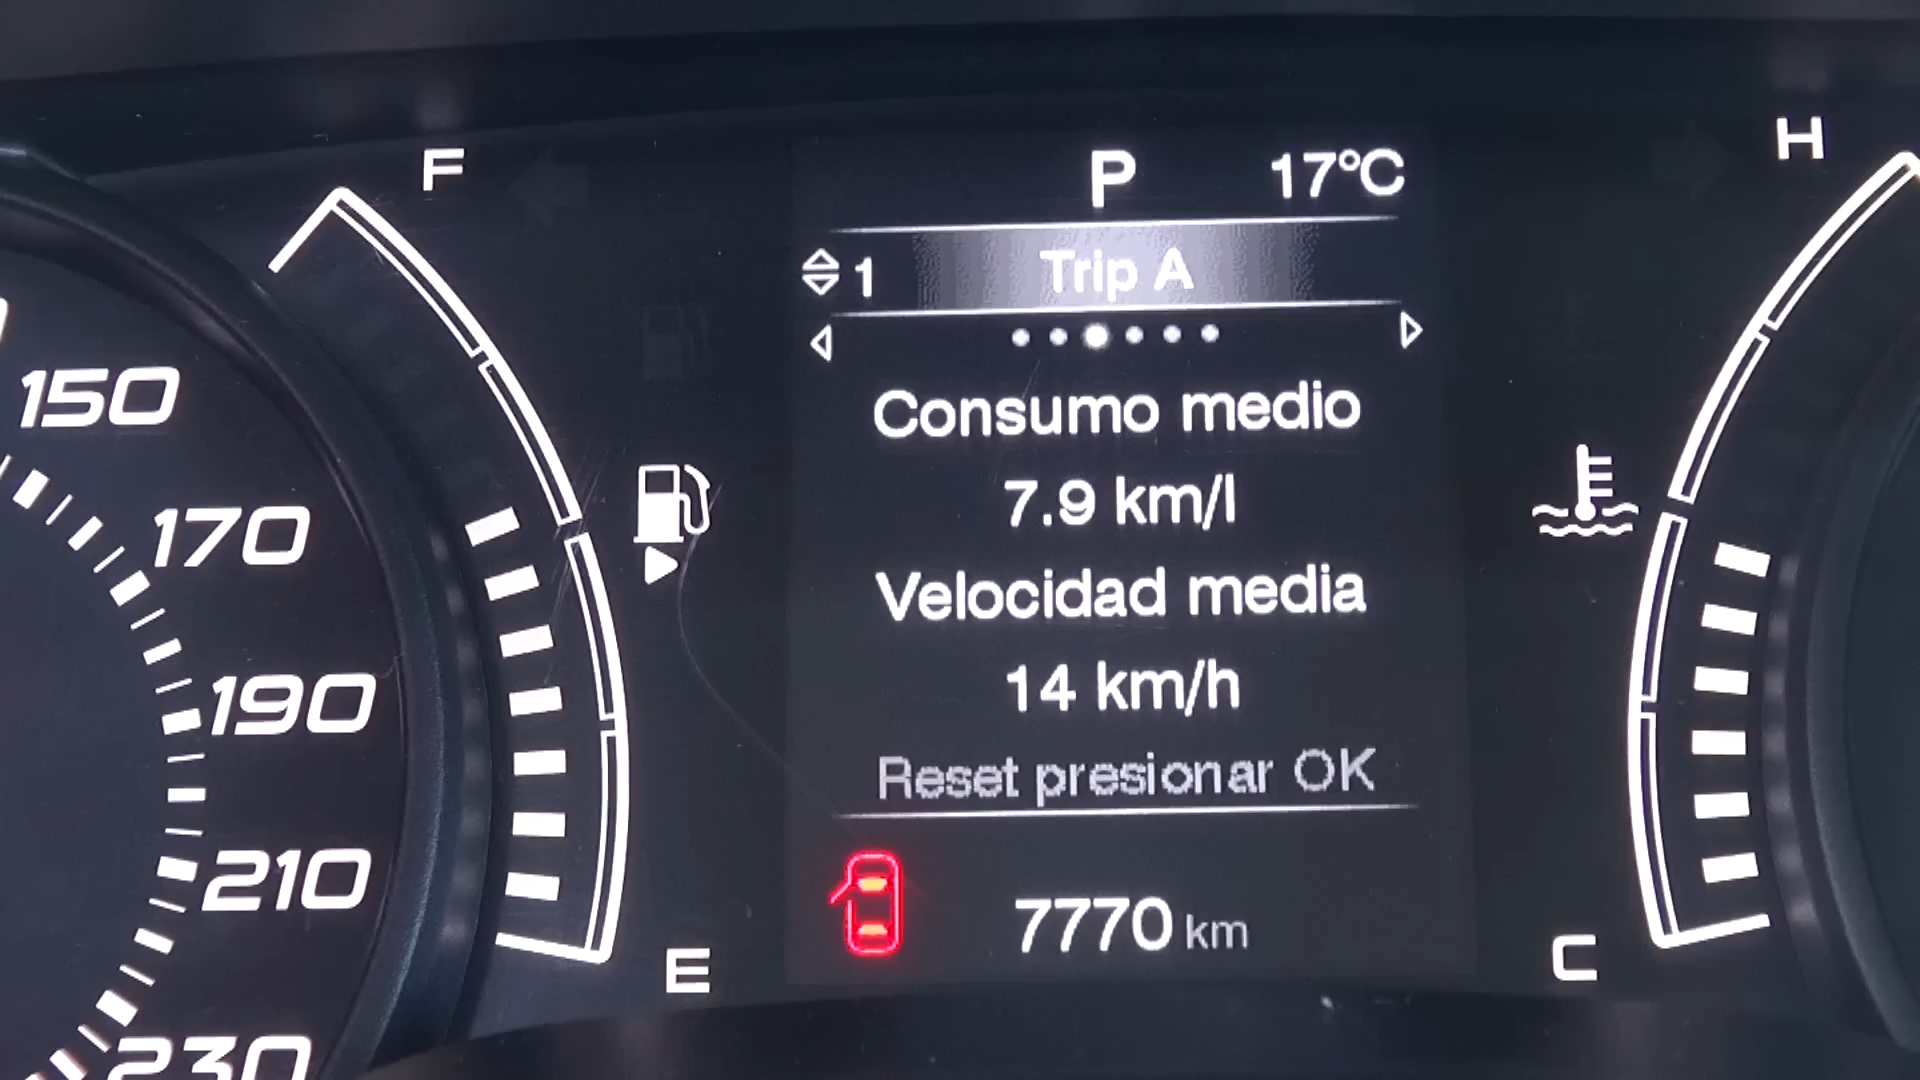 F
P 17°C
H
1 Trip A
Consumo medio
7.9 km/l
Velocidad media
14 km/h
Reset presionar OK
7770 km
E
C
150
170
190
210
230